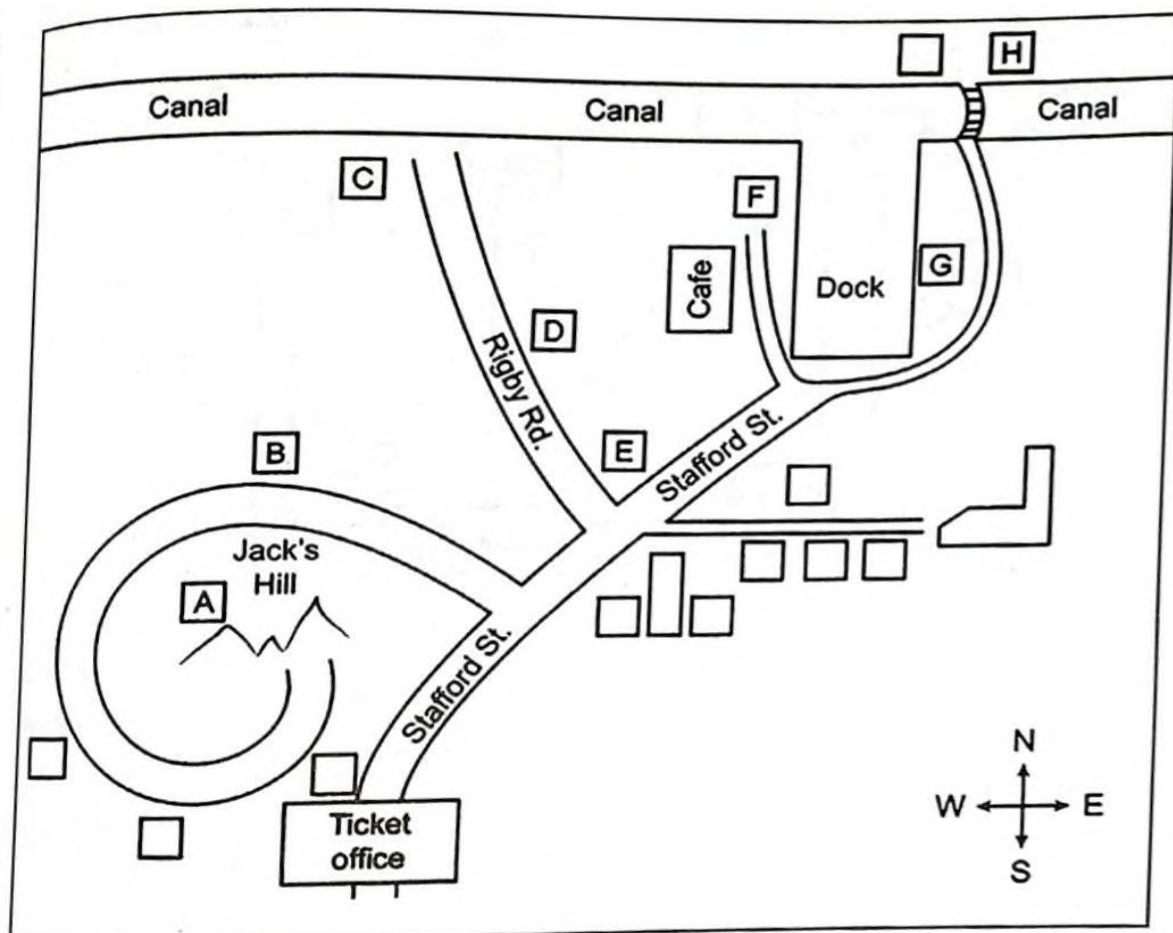 H
Canal
Canal
Canal
C
F
G
Cafe
Dock
D
Rigby Rd.
E
Stafford St.
B
Jack's
Hill
A
Stafford St.
N
W
E
S
Ticket
office